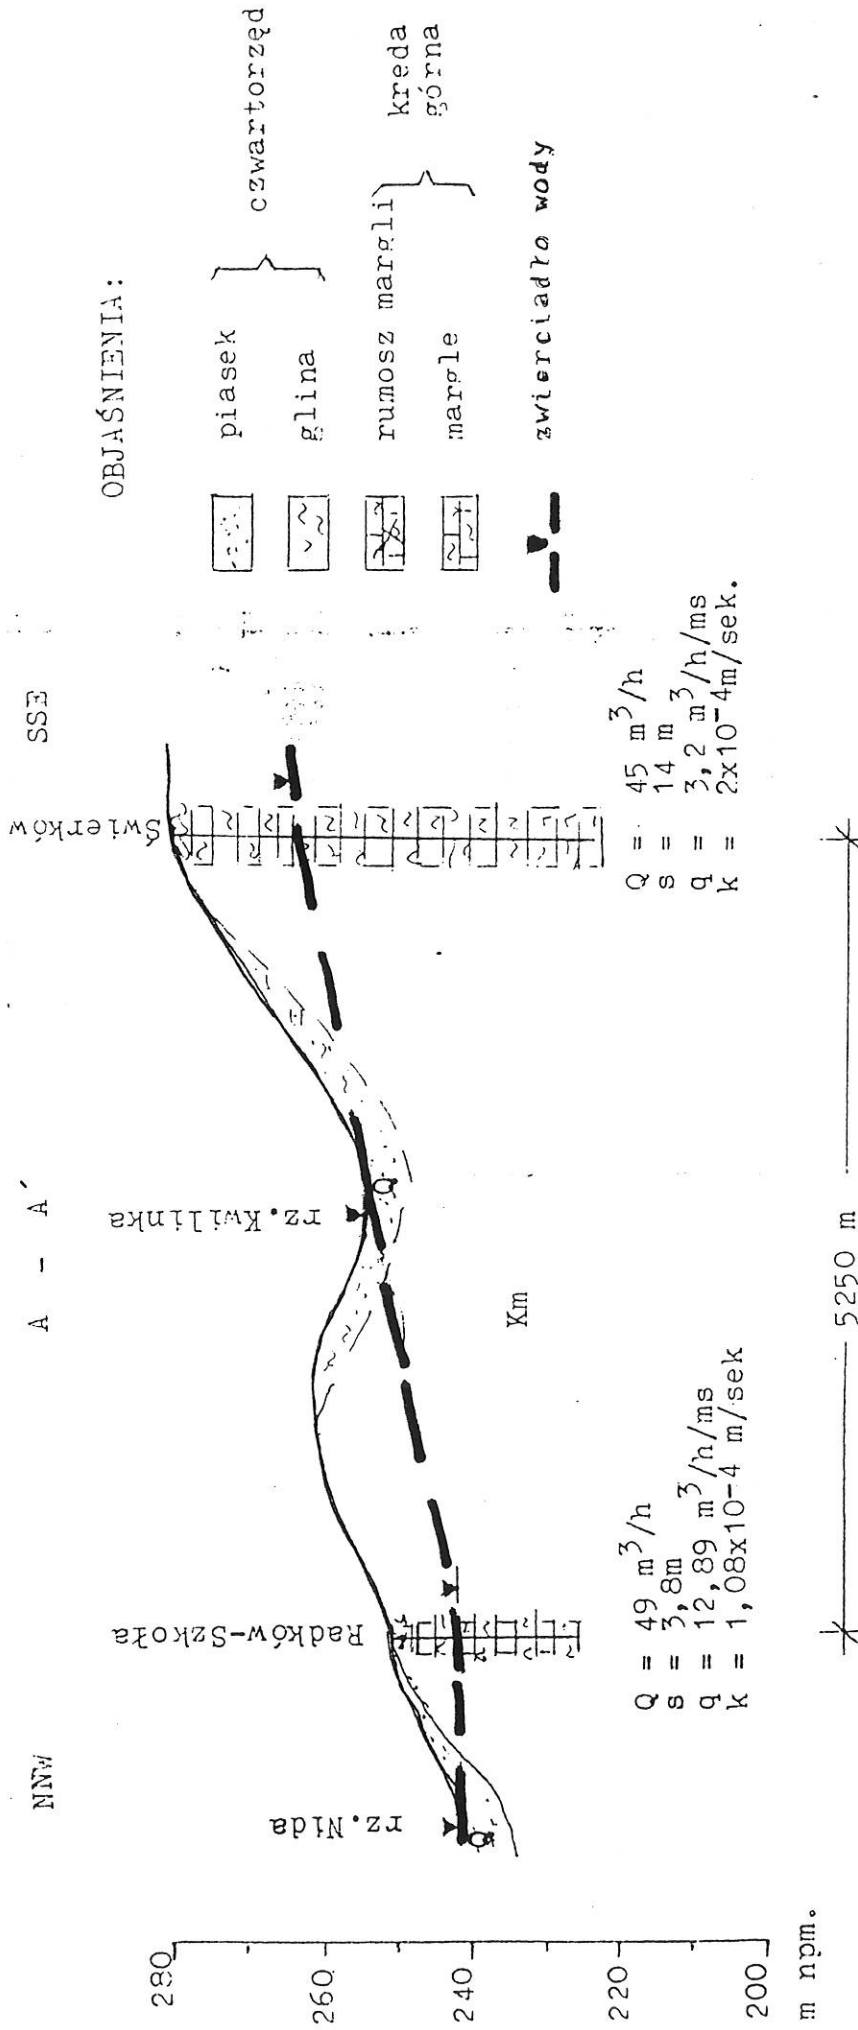 A - A'
NNW
SSE
rz.Nida
Radków-Szkoła
rz.Kwilinka
Świerków
280
260
240
220
200
m npm.
Q
Q
Km
Q = 49 m³/h
s = 3,8m
q = 12,89 m³/h/ms
k = 1,08x10-4 m/sek
Q = 45 m³/h
s = 14 m
q = 3,2 m³/h/ms
k = 2x10⁻⁴m/sek.
5250 m
OBJAŚNIENIA:
piasek
glina
czwartorzęd
rumosz margli
margle
kreda
górna
zwierciadło wody